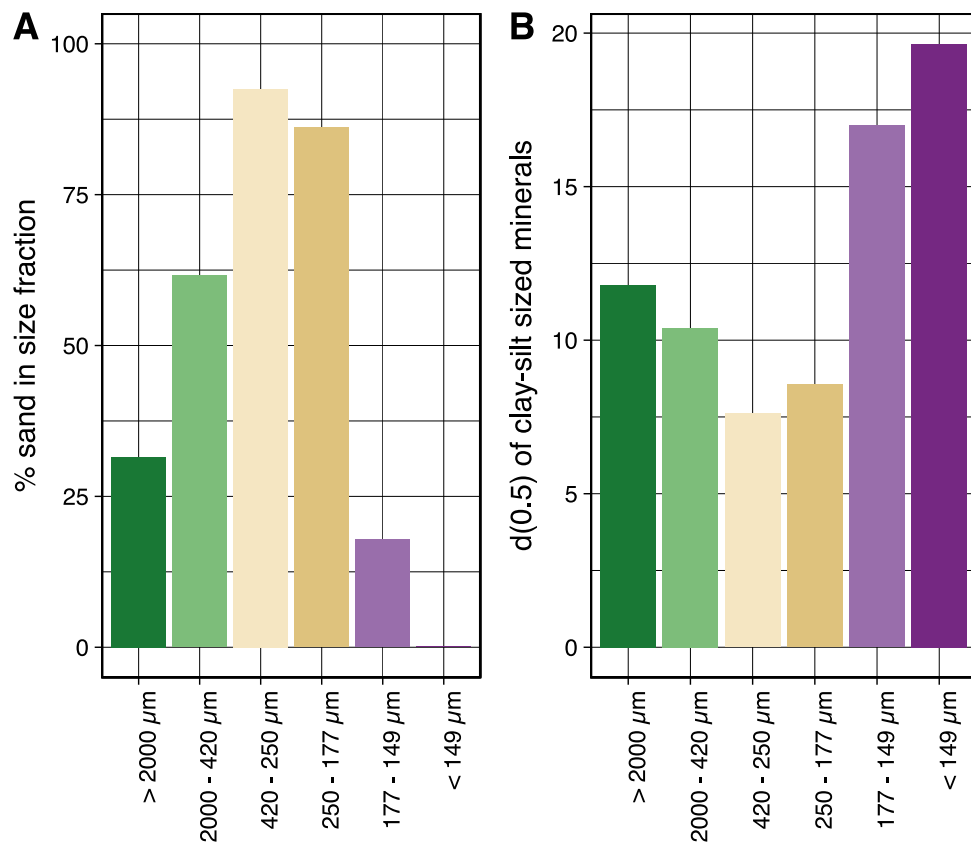 A
% sand in size fraction
100
75
50
25
0
> 2000 µm
2000 - 420 µm
420 - 250 µm
250 - 177 µm
177 - 149 µm
< 149 µm
B
d(0.5) of clay-silt sized minerals
20
15
10
5
0
> 2000 µm
2000 - 420 µm
420 - 250 µm
250 - 177 µm
177 - 149 µm
< 149 µm